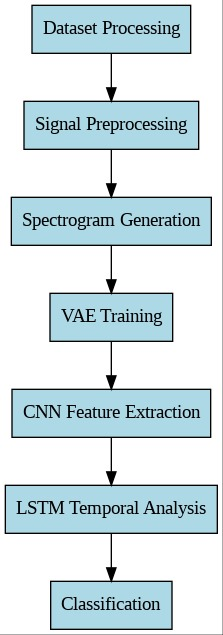 Dataset Processing
Signal Preprocessing
Spectrogram Generation
VAE Training
CNN Feature Extraction
LSTM Temporal Analysis
Classification